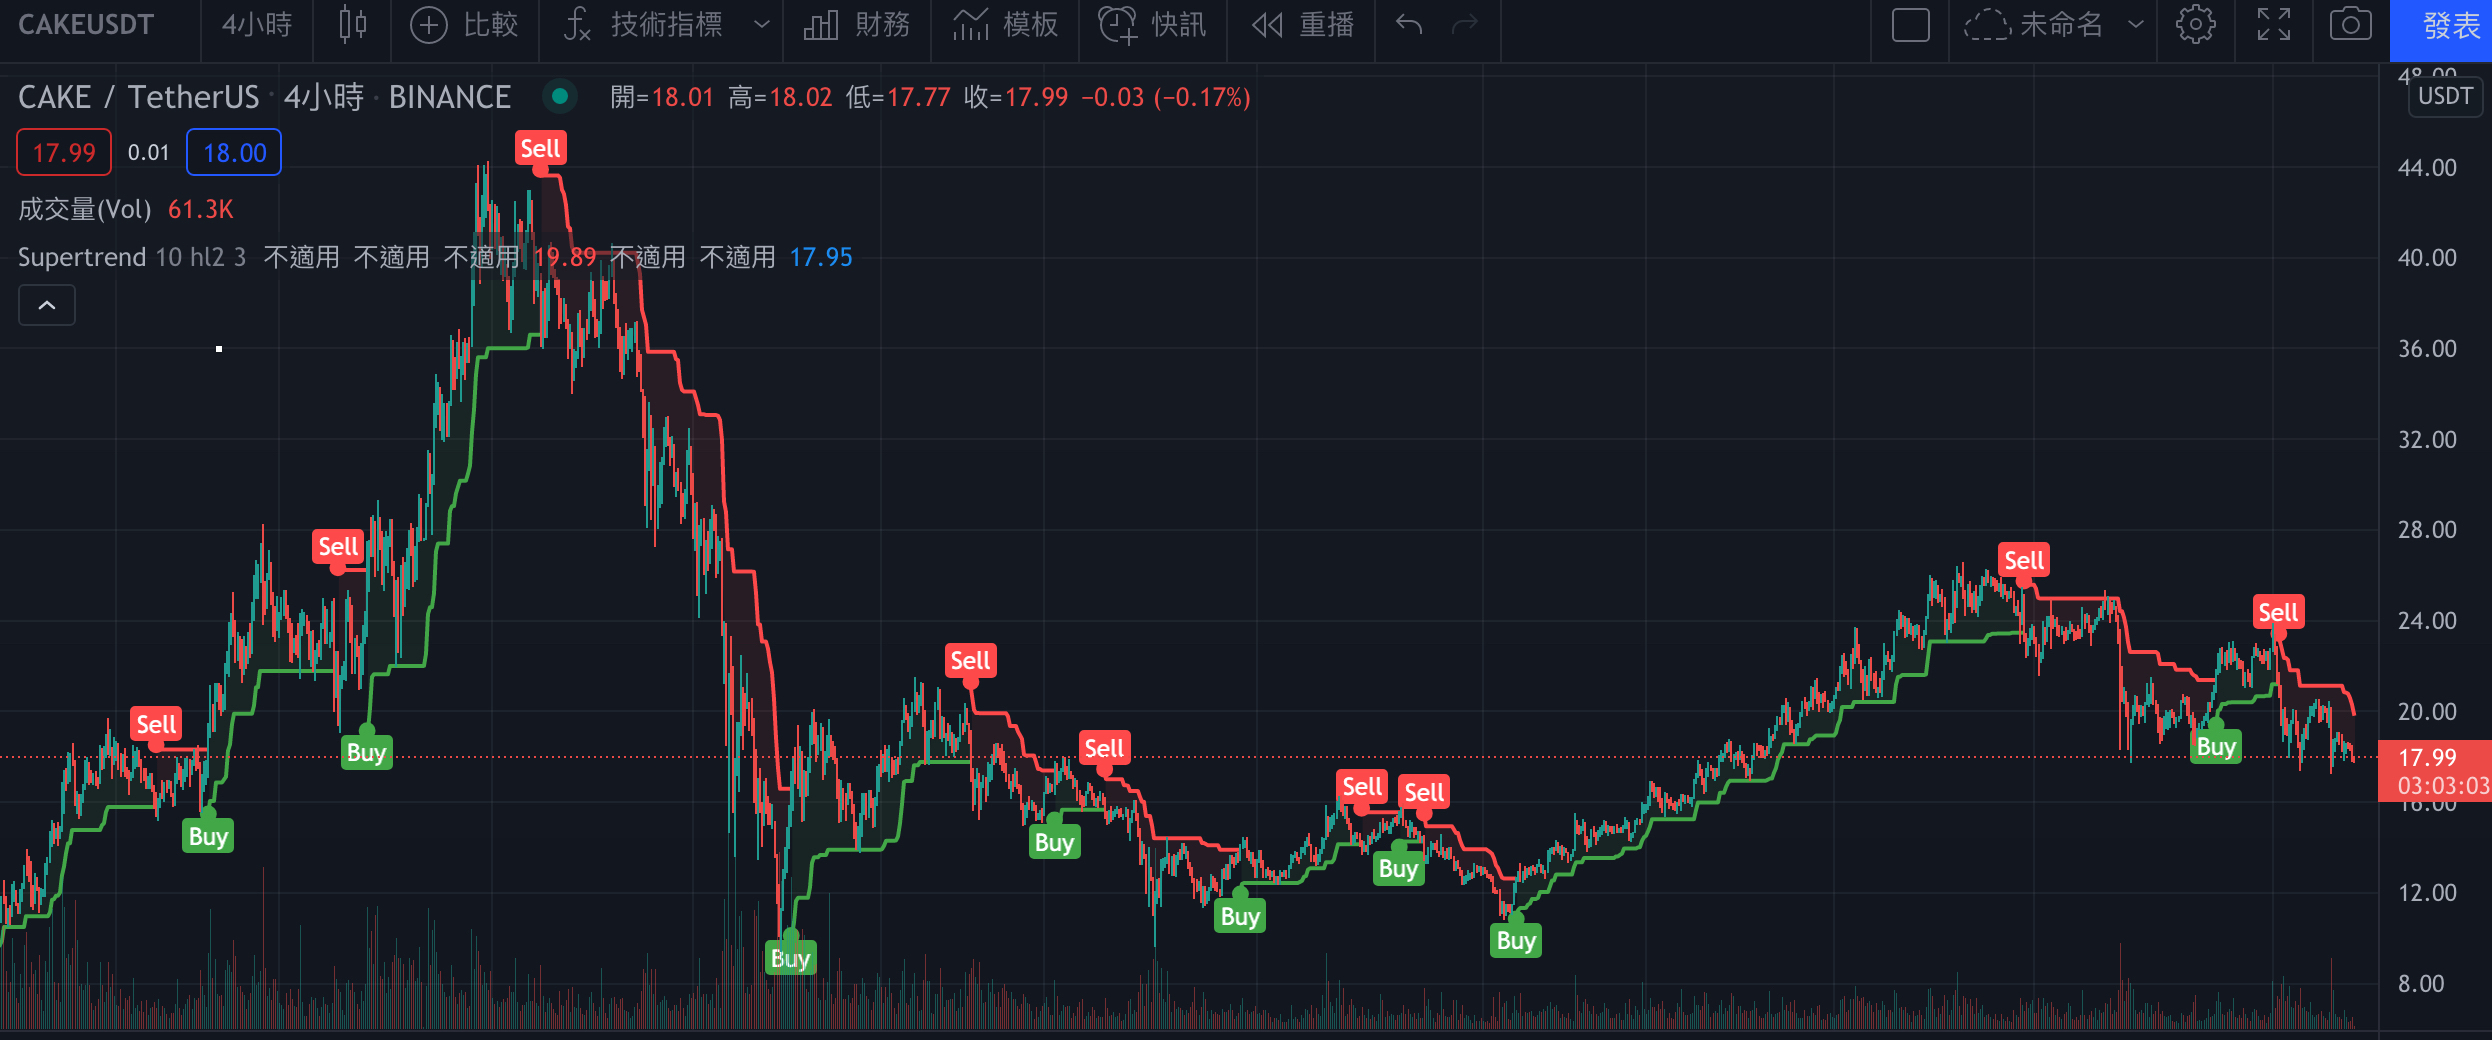 CAKEUSDT 4小時 比較 技術指標 財務 模板 快訊 重播 未命名 發表
CAKE / TetherUS · 4小時 · BINANCE 開=18.01 高=18.02 低=17.77 收=17.99 −0.03 (−0.17%)
17.99 0.01 18.00
成交量(Vol) 61.3K
Supertrend 10 hl2 3 不適用 不適用 不適用 19.89 不適用 不適用 17.95
Sell
Buy
Sell
Buy
Sell
Buy
Sell
Buy
Sell
Buy
Sell
Buy
Sell
Buy
Sell
Buy
Sell
48.00
USDT
44.00
40.00
36.00
32.00
28.00
24.00
20.00
17.99
03:03:03
16.00
12.00
8.00